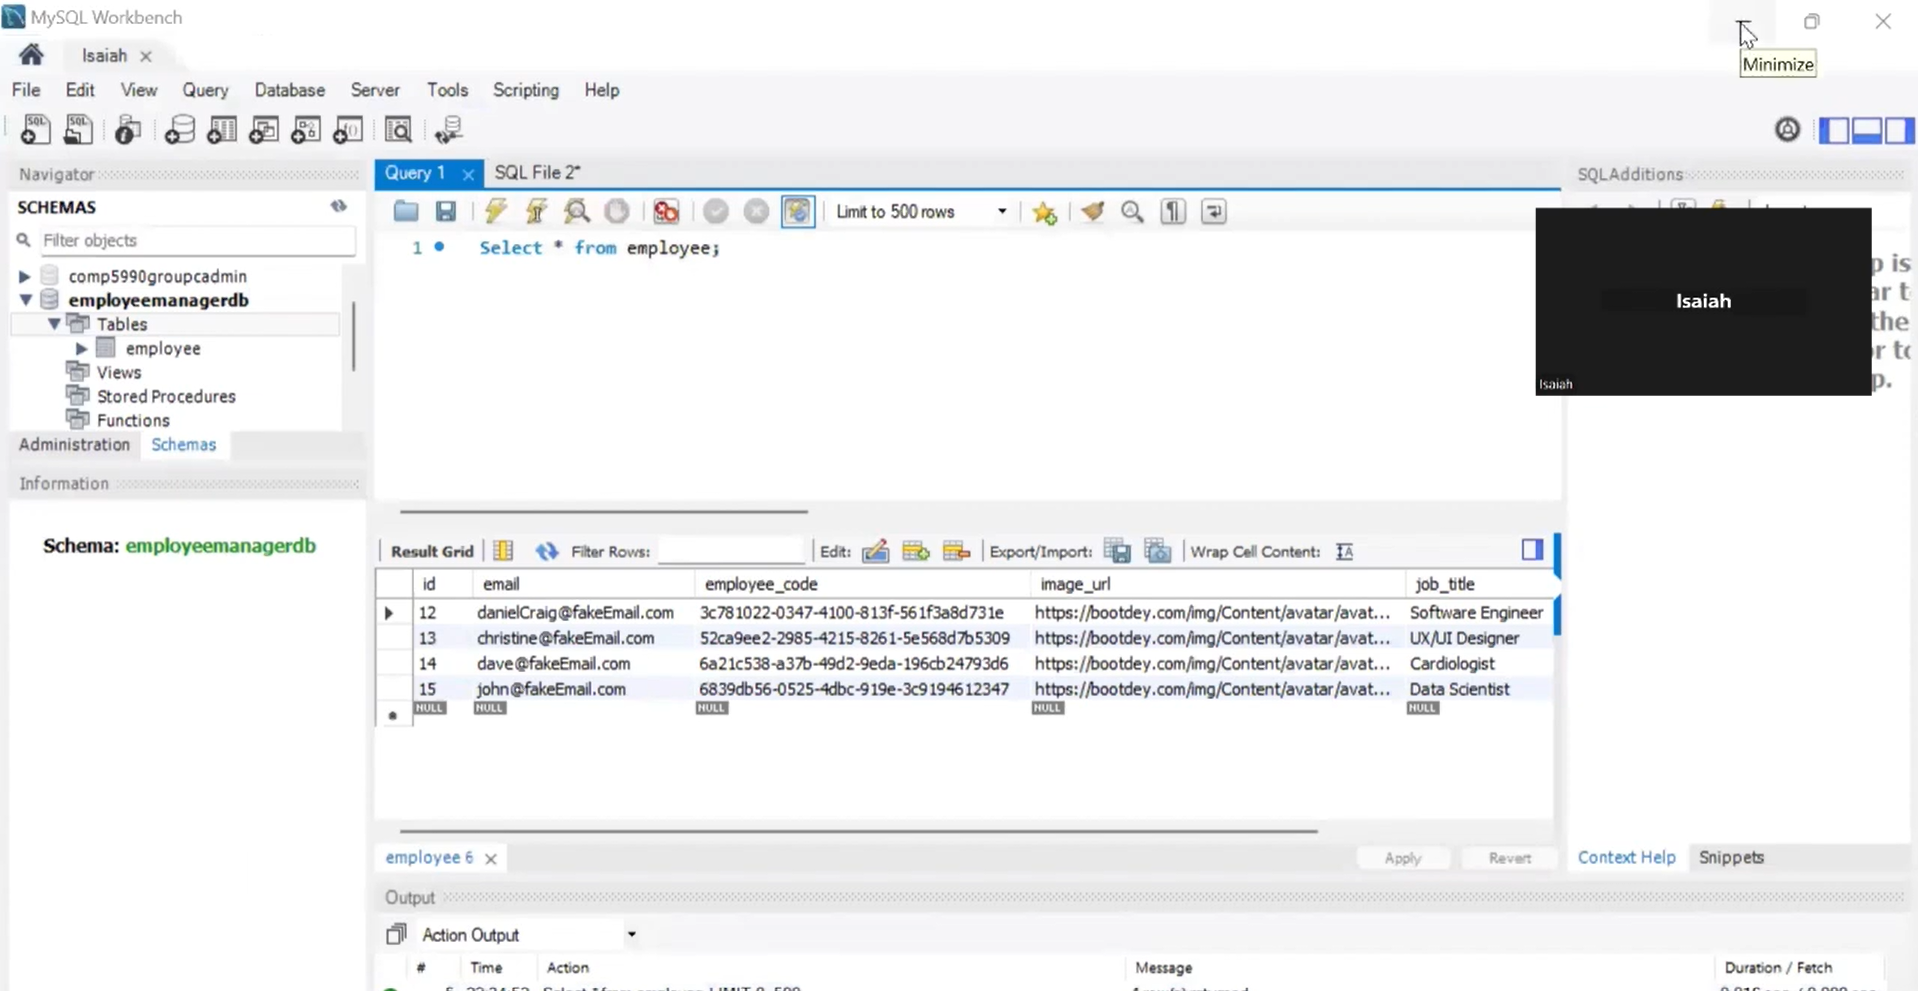 MySQL Workbench
Isaiah
Minimize
File Edit View Query Database Server Tools Scripting Help
Navigator
SCHEMAS
Filter objects
comp5990groupcadmin
employeemanagerdb
Tables
employee
Views
Stored Procedures
Functions
Administration Schemas
Information
Schema: employeemanagerdb
Query 1 SQL File 2*
Limit to 500 rows
1 Select * from employee;
SQLAdditions
Isaiah
Isaiah
Result Grid Filter Rows: Edit: Export/Import: Wrap Cell Content:
id email employee_code image_url job_title
12 danielCraig@fakeEmail.com 3c781022-0347-4100-813f-561f3a8d731e https://bootdey.com/img/Content/avatar/avat... Software Engineer
13 christine@fakeEmail.com 52ca9ee2-2985-4215-8261-5e568d7b5309 https://bootdey.com/img/Content/avatar/avat... UX/UI Designer
14 dave@fakeEmail.com 6a21c538-a37b-49d2-9eda-196cb24793d6 https://bootdey.com/img/Content/avatar/avat... Cardiologist
15 john@fakeEmail.com 6839db56-0525-4dbc-919e-3c9194612347 https://bootdey.com/img/Content/avatar/avat... Data Scientist
NULL NULL NULL NULL NULL
employee 6
Apply Revert
Context Help Snippets
Output
Action Output
# Time Action Message Duration / Fetch